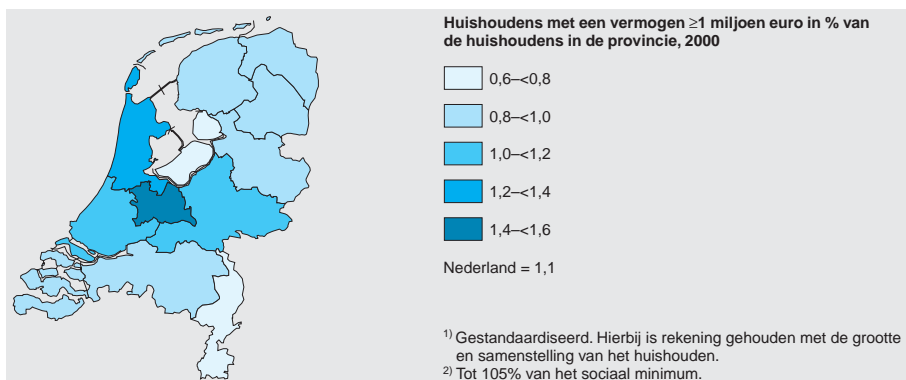 Huishoudens met een vermogen ≥1 miljoen euro in % van
de huishoudens in de provincie, 2000
0,6–<0,8
0,8–<1,0
1,0–<1,2
1,2–<1,4
1,4–<1,6
Nederland = 1,1
1) Gestandaardiseerd. Hierbij is rekening gehouden met de grootte
en samenstelling van het huishouden.
2) Tot 105% van het sociaal minimum.